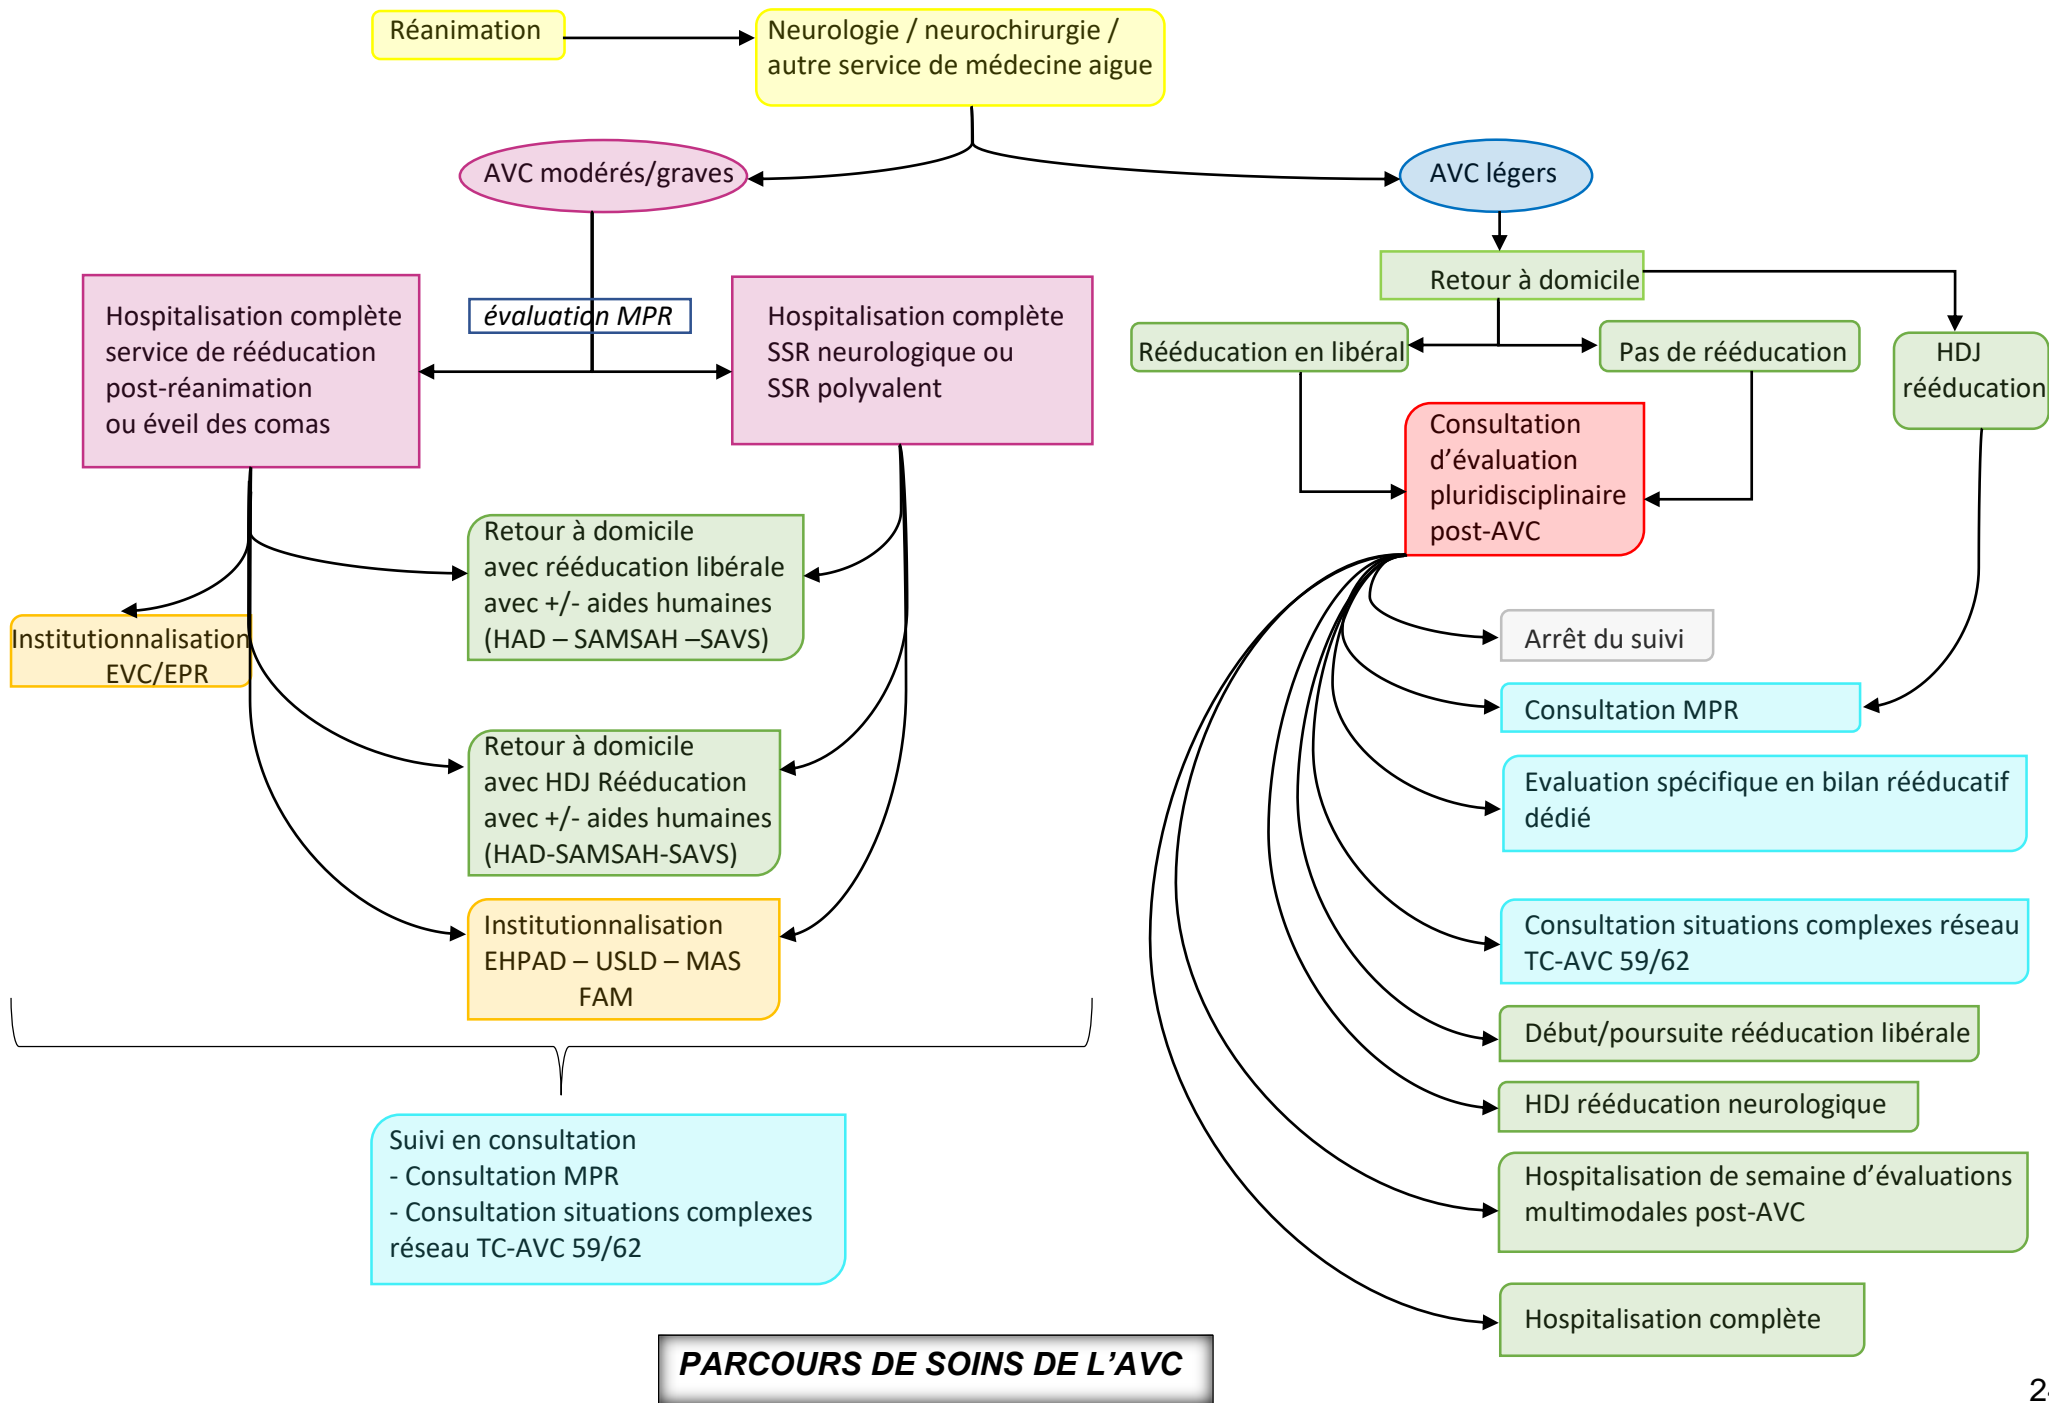 Réanimation
Neurologie / neurochirurgie /
autre service de médecine aigue
AVC modérés/graves
AVC légers
évaluation MPR
Hospitalisation complète
service de rééducation
post-réanimation
ou éveil des comas
Hospitalisation complète
SSR neurologique ou
SSR polyvalent
Retour à domicile
Rééducation en libéral
Pas de rééducation
HDJ
rééducation
Consultation
d’évaluation
pluridisciplinaire
post-AVC
Retour à domicile
avec rééducation libérale
avec +/- aides humaines
(HAD – SAMSAH –SAVS)
Institutionnalisation
EVC/EPR
Retour à domicile
avec HDJ Rééducation
avec +/- aides humaines
(HAD-SAMSAH-SAVS)
Institutionnalisation
EHPAD – USLD – MAS
FAM
Arrêt du suivi
Consultation MPR
Evaluation spécifique en bilan rééducatif
dédié
Consultation situations complexes réseau
TC-AVC 59/62
Début/poursuite rééducation libérale
HDJ rééducation neurologique
Hospitalisation de semaine d’évaluations
multimodales post-AVC
Hospitalisation complète
Suivi en consultation
- Consultation MPR
- Consultation situations complexes
réseau TC-AVC 59/62
PARCOURS DE SOINS DE L’AVC